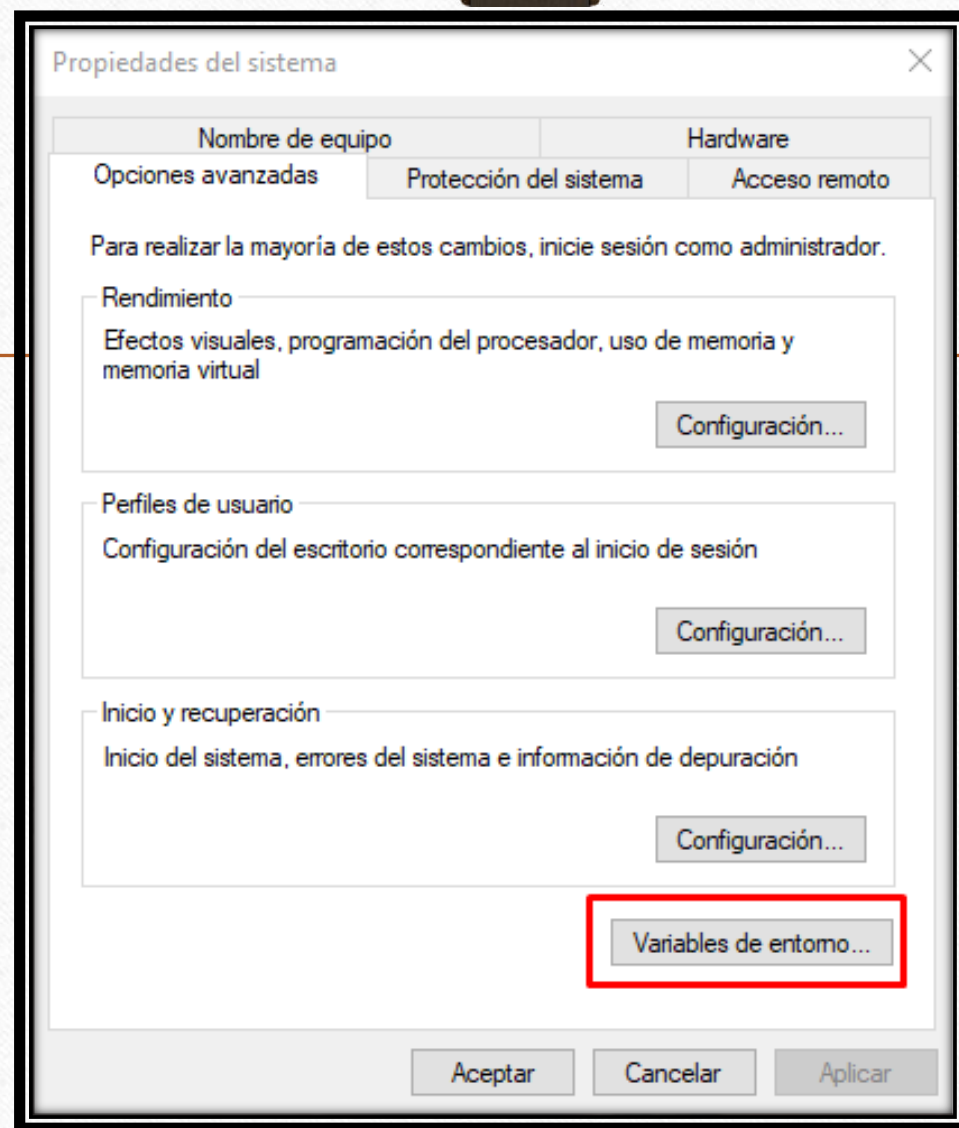 Propiedades del sistema
Nombre de equipo
Hardware
Opciones avanzadas
Protección del sistema
Acceso remoto
Para realizar la mayoría de estos cambios, inicie sesión como administrador.
Rendimiento
Efectos visuales, programación del procesador, uso de memoria y
memoria virtual
Configuración...
Perfiles de usuario
Configuración del escritorio correspondiente al inicio de sesión
Configuración...
Inicio y recuperación
Inicio del sistema, errores del sistema e información de depuración
Configuración...
Variables de entorno...
Aceptar
Cancelar
Aplicar